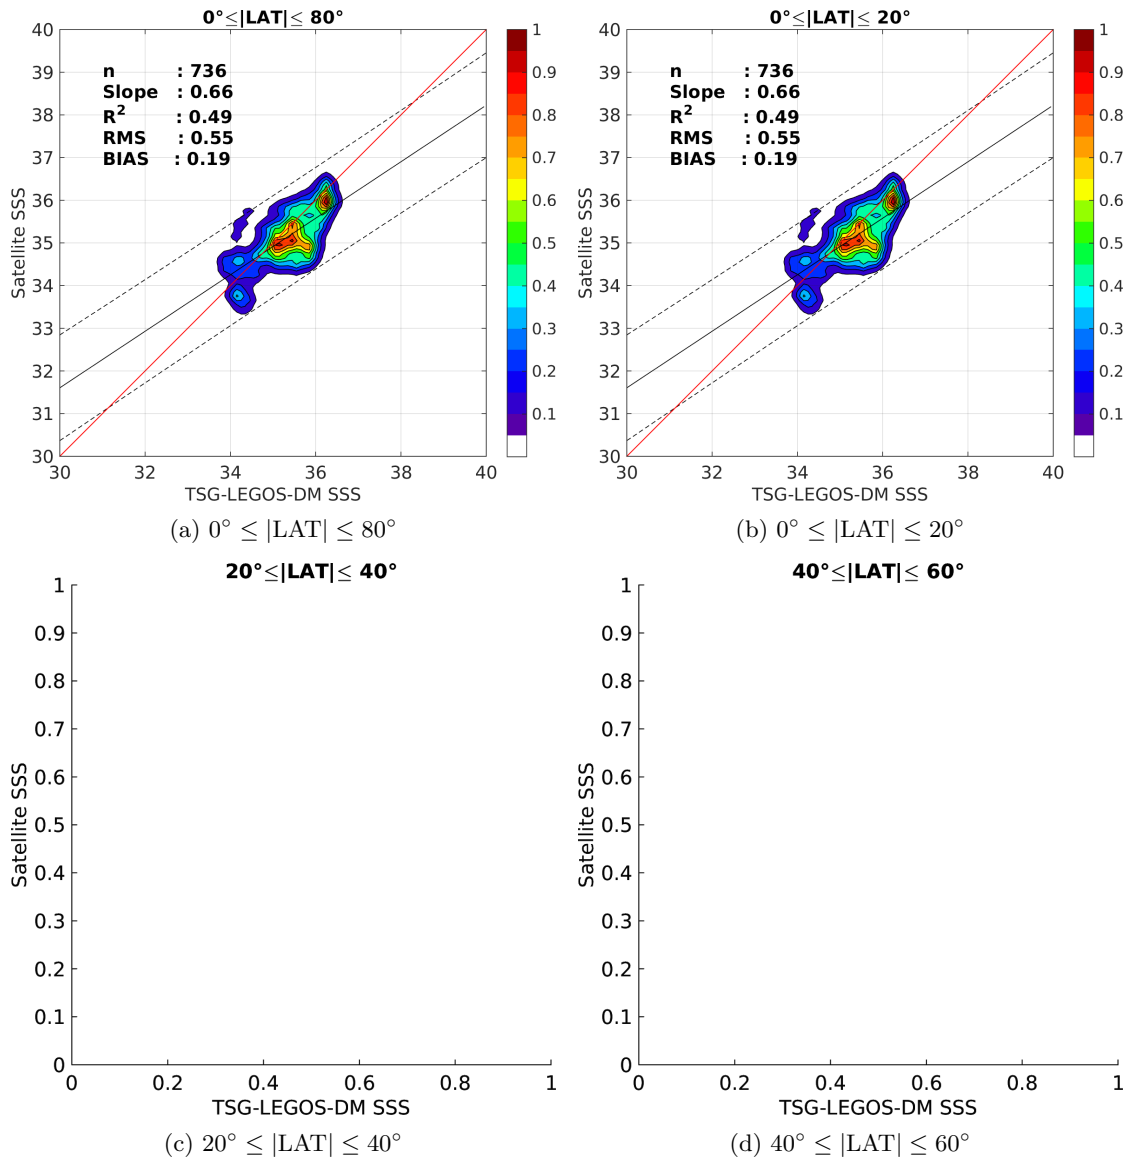 0°≤|LAT|≤ 80°
n : 736
Slope : 0.66
R² : 0.49
RMS : 0.55
BIAS : 0.19
40
39
38
37
36
35
34
33
32
31
30
30 32 34 36 38 40
Satellite SSS
TSG-LEGOS-DM SSS
1
0.9
0.8
0.7
0.6
0.5
0.4
0.3
0.2
0.1
(a) 0° ≤ |LAT| ≤ 80°
0°≤|LAT|≤ 20°
n : 736
Slope : 0.66
R² : 0.49
RMS : 0.55
BIAS : 0.19
40
39
38
37
36
35
34
33
32
31
30
30 32 34 36 38 40
Satellite SSS
TSG-LEGOS-DM SSS
1
0.9
0.8
0.7
0.6
0.5
0.4
0.3
0.2
0.1
(b) 0° ≤ |LAT| ≤ 20°
20°≤|LAT|≤ 40°
1
0.9
0.8
0.7
0.6
0.5
0.4
0.3
0.2
0.1
0
0 0.2 0.4 0.6 0.8 1
Satellite SSS
TSG-LEGOS-DM SSS
(c) 20° ≤ |LAT| ≤ 40°
40°≤|LAT|≤ 60°
1
0.9
0.8
0.7
0.6
0.5
0.4
0.3
0.2
0.1
0
0 0.2 0.4 0.6 0.8 1
Satellite SSS
TSG-LEGOS-DM SSS
(d) 40° ≤ |LAT| ≤ 60°